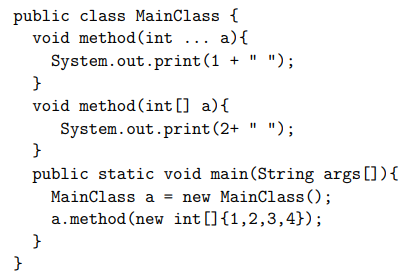 public class MainClass {
  void method(int ... a){
    System.out.print(1 + " ");
  }
  void method(int[] a){
     System.out.print(2+ " ");
  }
  public static void main(String args[]){
    MainClass a = new MainClass();
    a.method(new int[]{1,2,3,4});
  }
}